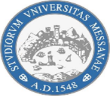 STVDIORVM VNIVERSITAS MESSANAE
A.D. 1548